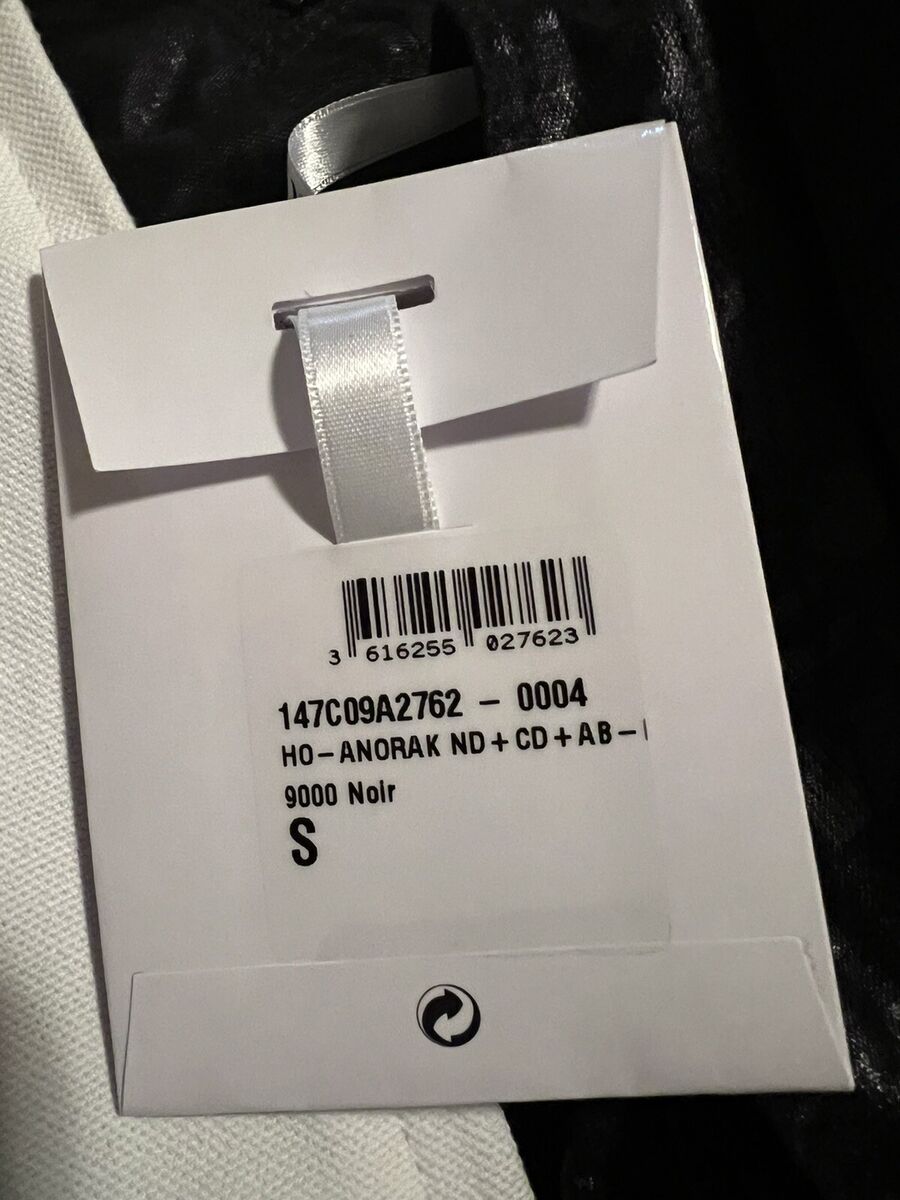 3 616255 027623
147C09A2762 - 0004
HO-ANORAK ND+CD+AB-
9000 Noir
S